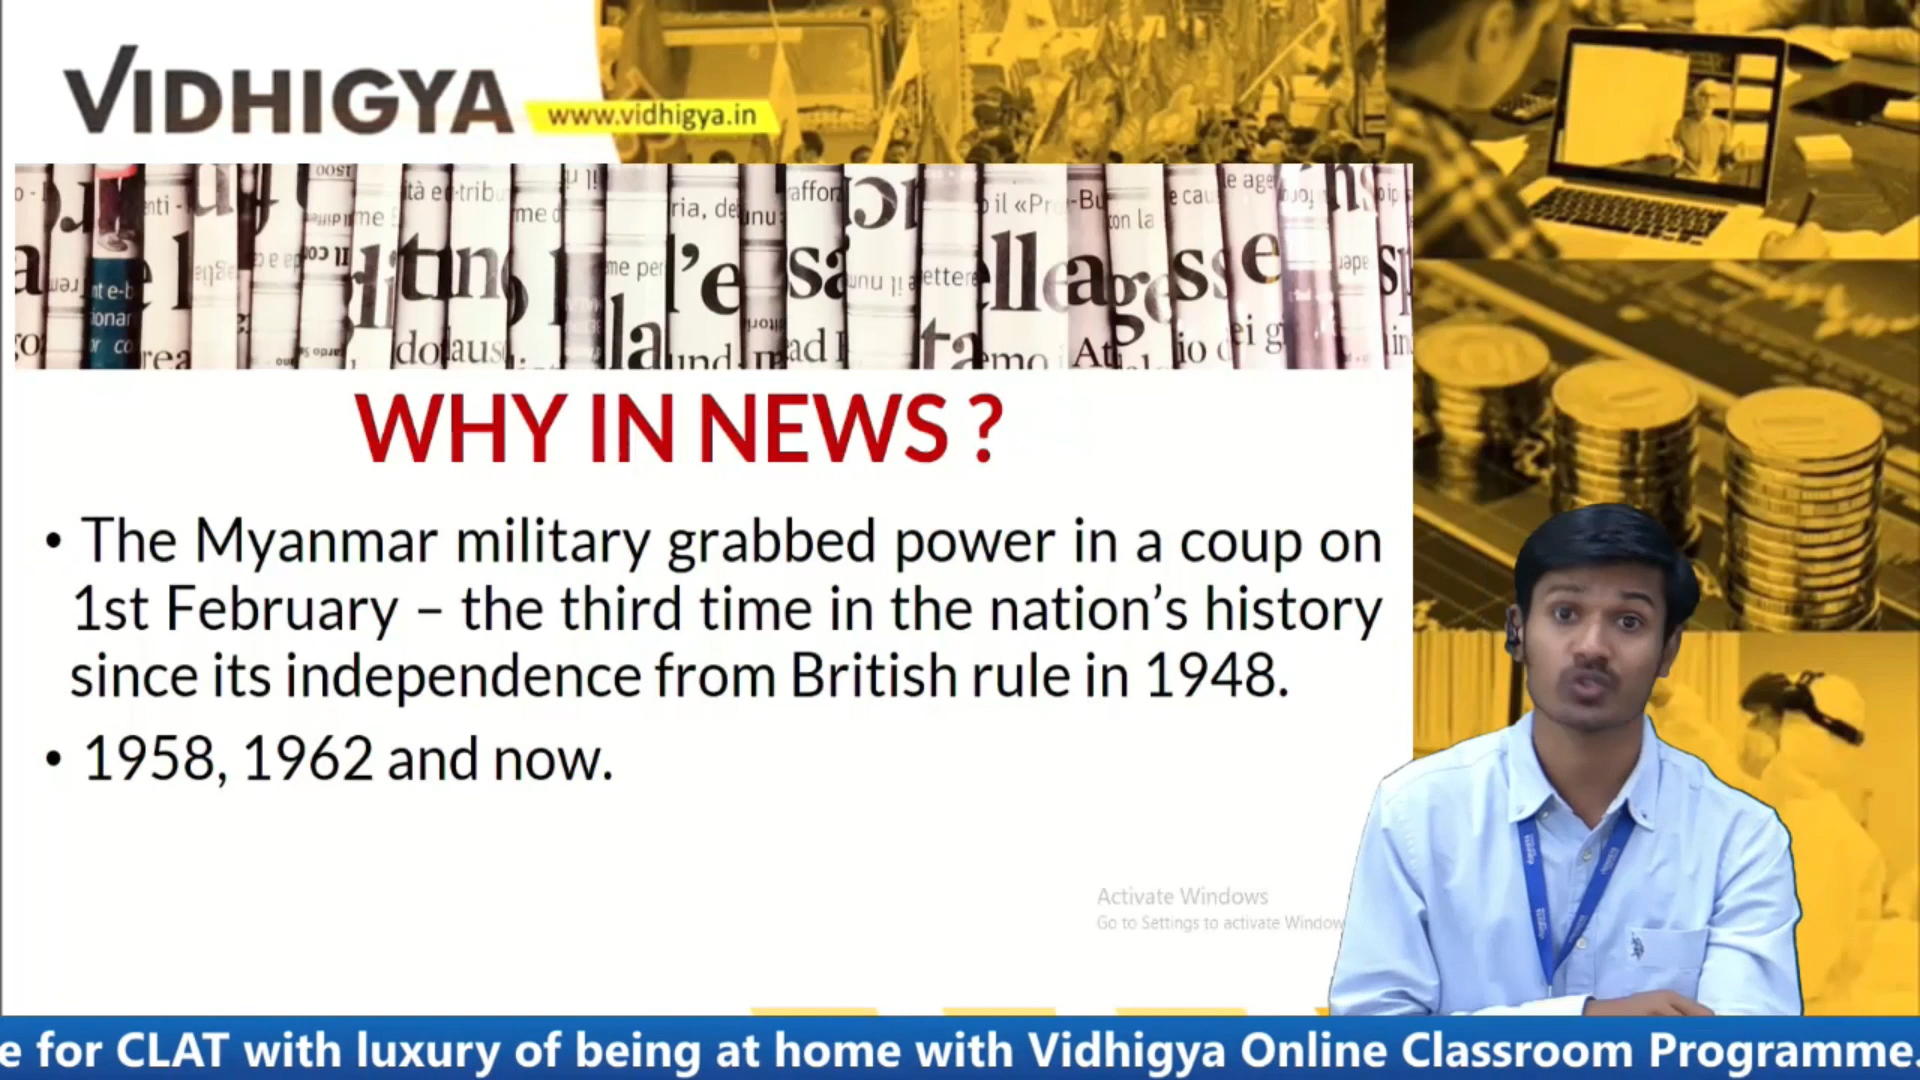 VIDHIGYA
www.vidhigya.in
WHY IN NEWS ?
• The Myanmar military grabbed power in a coup on
1st February – the third time in the nation's history
since its independence from British rule in 1948.
• 1958, 1962 and now.
Activate Windows
Go to Settings to activate Window
e for CLAT with luxury of being at home with Vidhigya Online Classroom Programme.